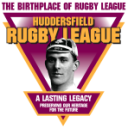 THE BIRTHPLACE OF RUGBY LEAGUE
HUDDERSFIELD
RUGBY LEAGUE
A LASTING LEGACY
PRESERVING OUR HERITAGE
FOR THE FUTURE